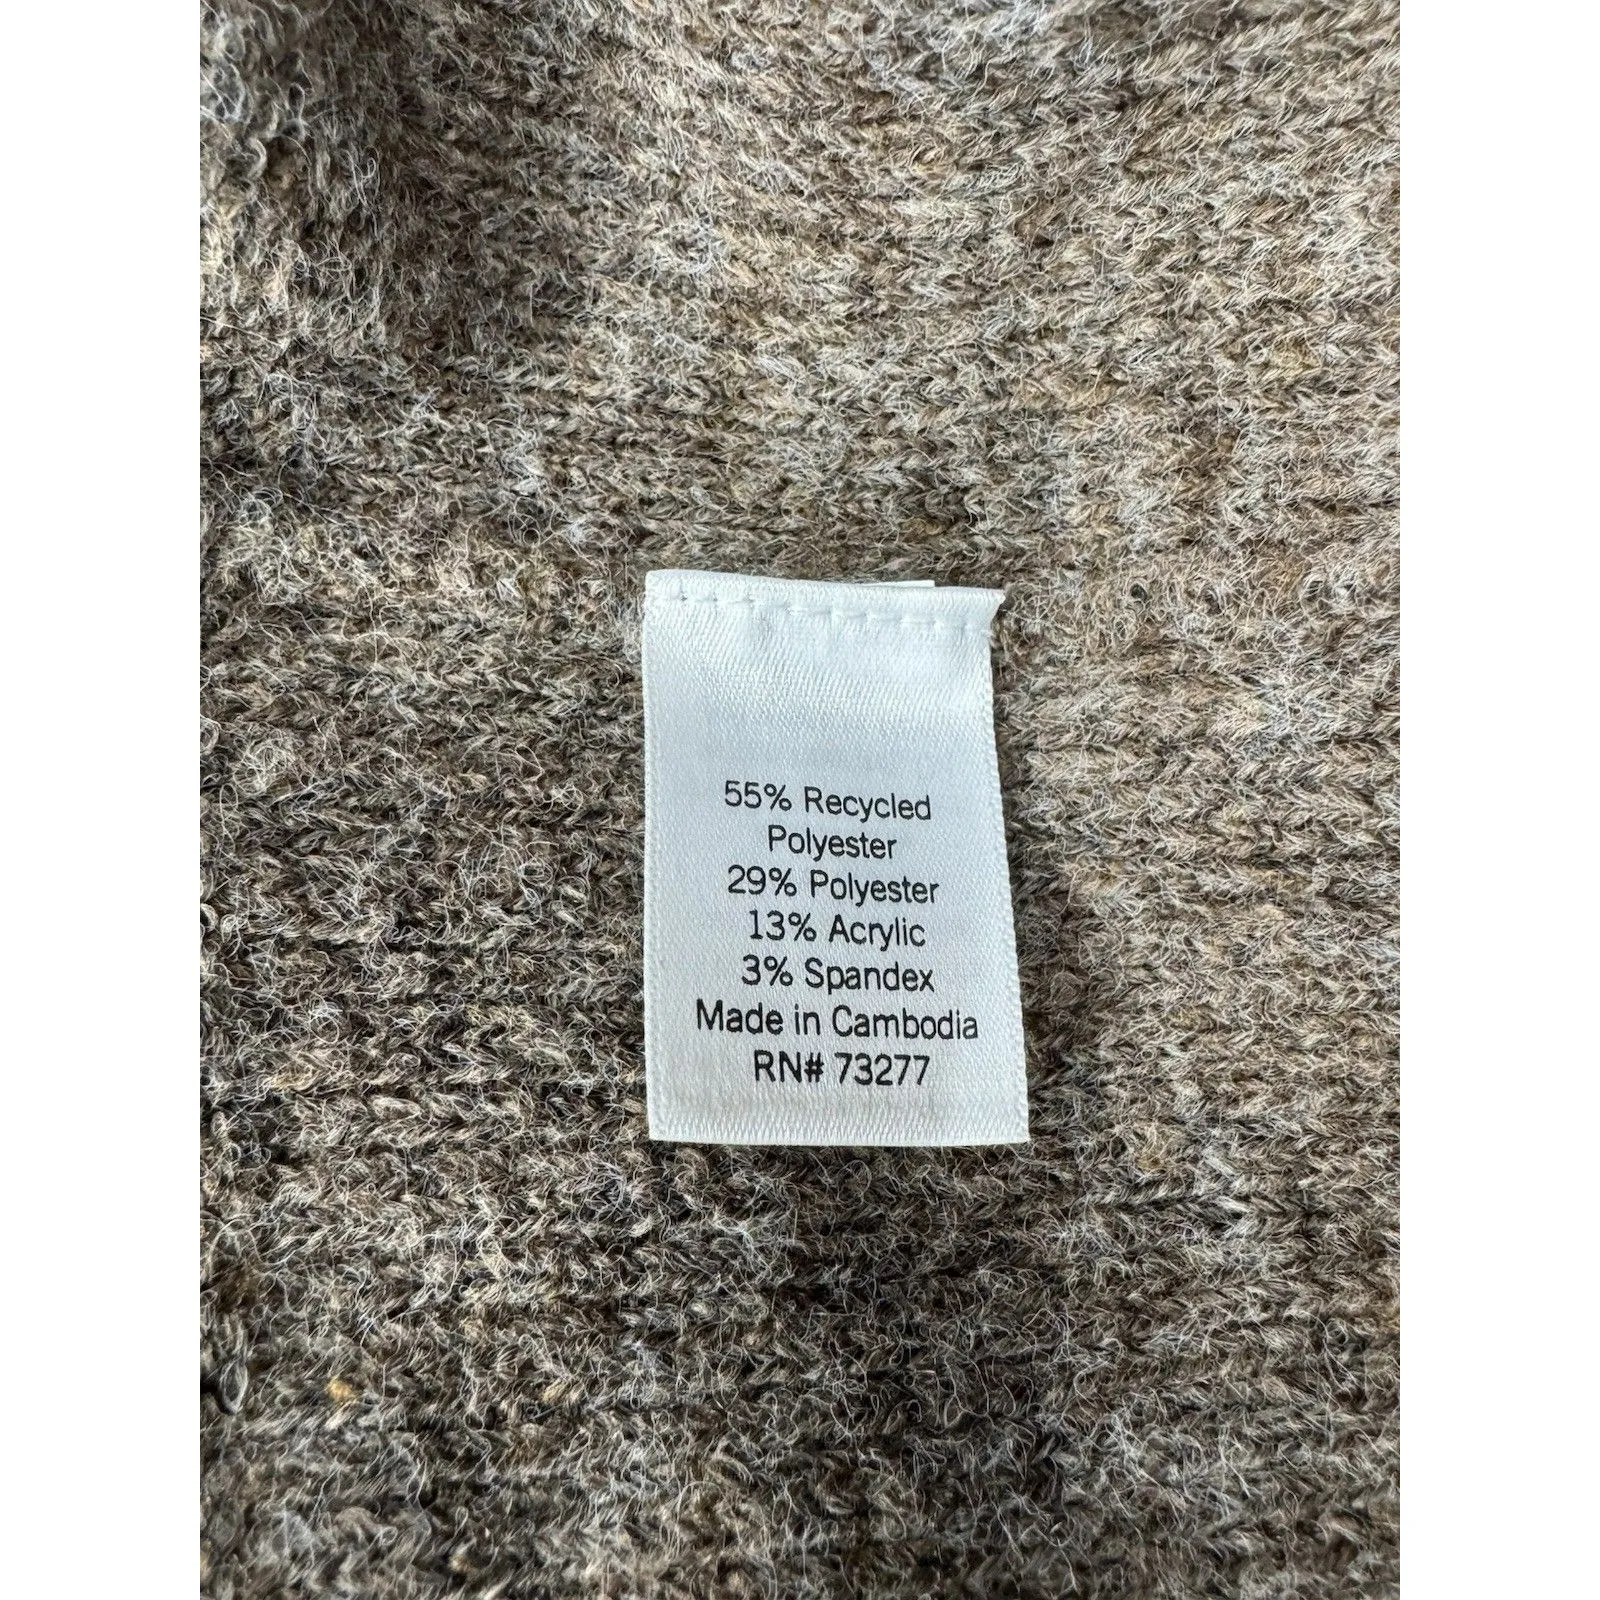 55% Recycled
Polyester
29% Polyester
13% Acrylic
3% Spandex
Made in Cambodia
RN# 73277